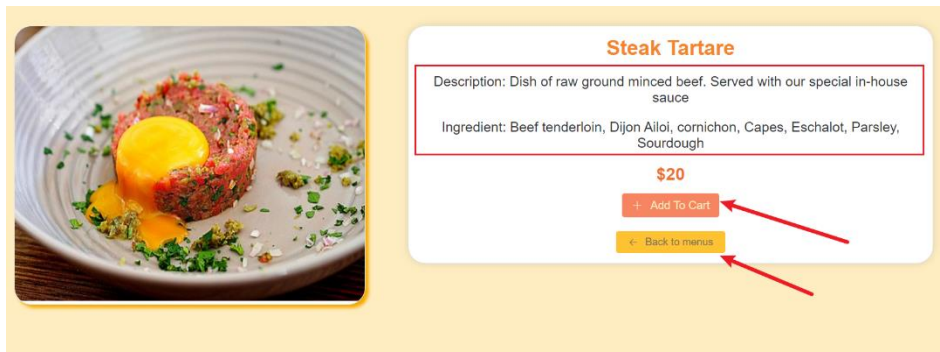 Steak Tartare
Description: Dish of raw ground minced beef. Served with our special in-house
sauce
Ingredient: Beef tenderloin, Dijon Ailoi, cornichon, Capes, Eschalot, Parsley,
Sourdough
$20
+ Add To Cart
← Back to menus